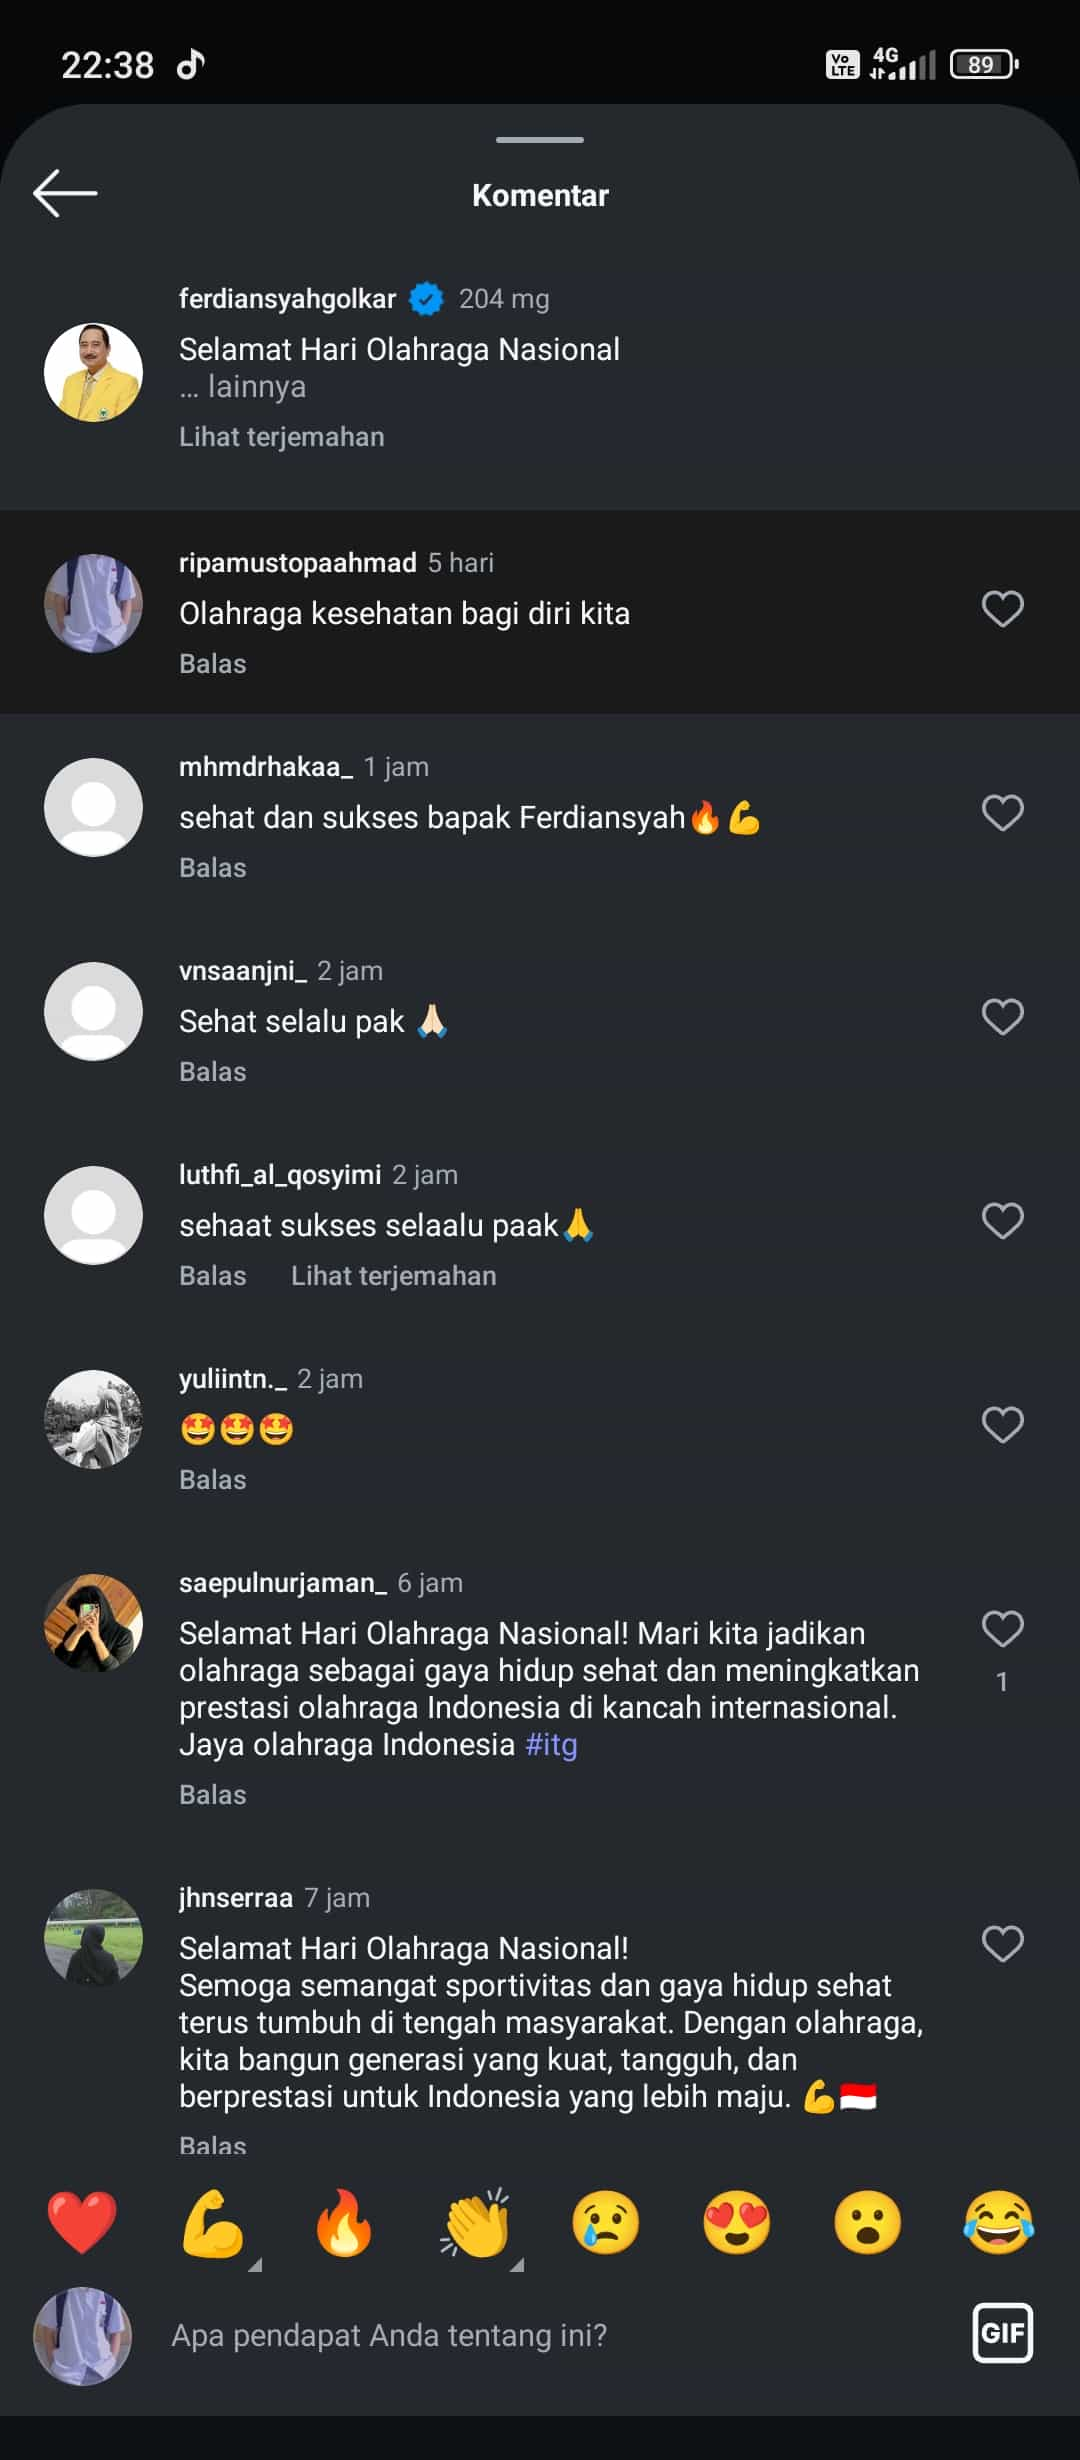 22:38
Vo LTE 4G 89
Komentar
ferdiansyahgolkar 204 mg
Selamat Hari Olahraga Nasional
... lainnya
Lihat terjemahan
ripamustopaahmad 5 hari
Olahraga kesehatan bagi diri kita
Balas
mhmdrhakaa_ 1 jam
sehat dan sukses bapak Ferdiansyah🔥💪
Balas
vnsaanjni_ 2 jam
Sehat selalu pak 🙏🏻
Balas
luthfi_al_qosyimi 2 jam
sehaat sukses selaalu paak🙏
Balas Lihat terjemahan
yuliintn._ 2 jam
🤩🤩🤩
Balas
saepulnurjaman_ 6 jam
Selamat Hari Olahraga Nasional! Mari kita jadikan
olahraga sebagai gaya hidup sehat dan meningkatkan
prestasi olahraga Indonesia di kancah internasional.
Jaya olahraga Indonesia #itg
1
Balas
jhnserraa 7 jam
Selamat Hari Olahraga Nasional!
Semoga semangat sportivitas dan gaya hidup sehat
terus tumbuh di tengah masyarakat. Dengan olahraga,
kita bangun generasi yang kuat, tangguh, dan
berprestasi untuk Indonesia yang lebih maju. 💪🇮🇩
Balas
❤️ 💪 🔥 👏 😢 😍 😮 😂
Apa pendapat Anda tentang ini?
GIF